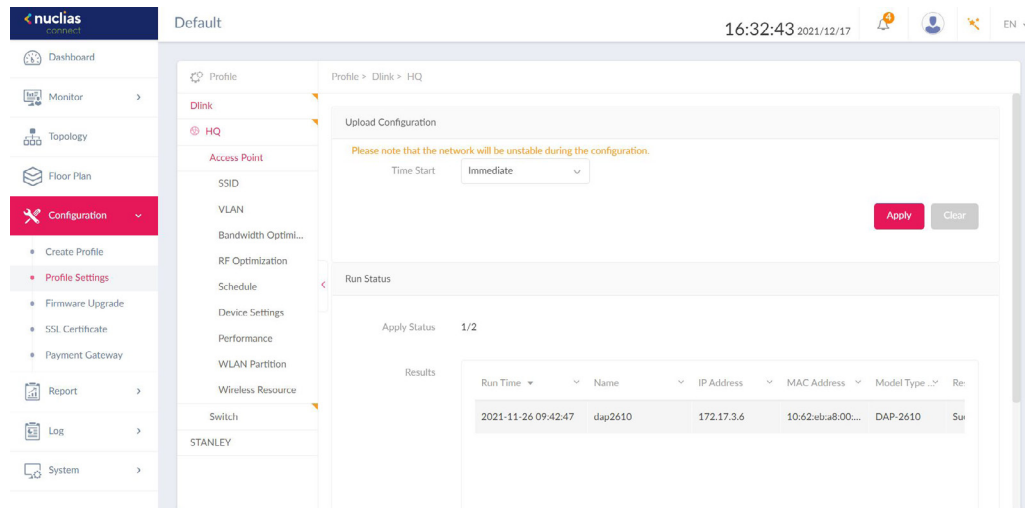 nuclias
connect
Default
16:32:43 2021/12/17
4
EN
Dashboard
Monitor
Topology
Floor Plan
Configuration
Create Profile
Profile Settings
Firmware Upgrade
SSL Certificate
Payment Gateway
Report
Log
System
Profile
Dlink
HQ
Access Point
SSID
VLAN
Bandwidth Optimi...
RF Optimization
Schedule
Device Settings
Performance
WLAN Partition
Wireless Resource
Switch
STANLEY
Profile > Dlink > HQ
Upload Configuration
Please note that the network will be unstable during the configuration.
Time Start Immediate
Apply Clear
Run Status
Apply Status 1/2
Results
Run Time Name IP Address MAC Address Model Type ...
2021-11-26 09:42:47 dap2610 172.17.3.6 10:62:eb:a8:00:... DAP-2610